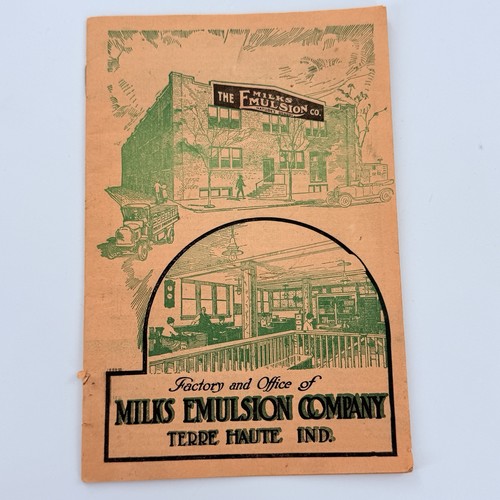 THE MILKS EMULSION CO.
Factory and Office of
MILKS EMULSION COMPANY
TERRE HAUTE IND.